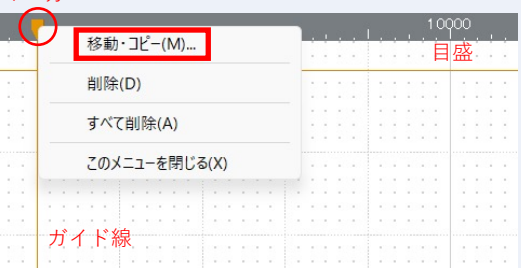 10000
移動・コピー(M)...
目盛
削除(D)
すべて削除(A)
このメニューを閉じる(X)
ガイド線